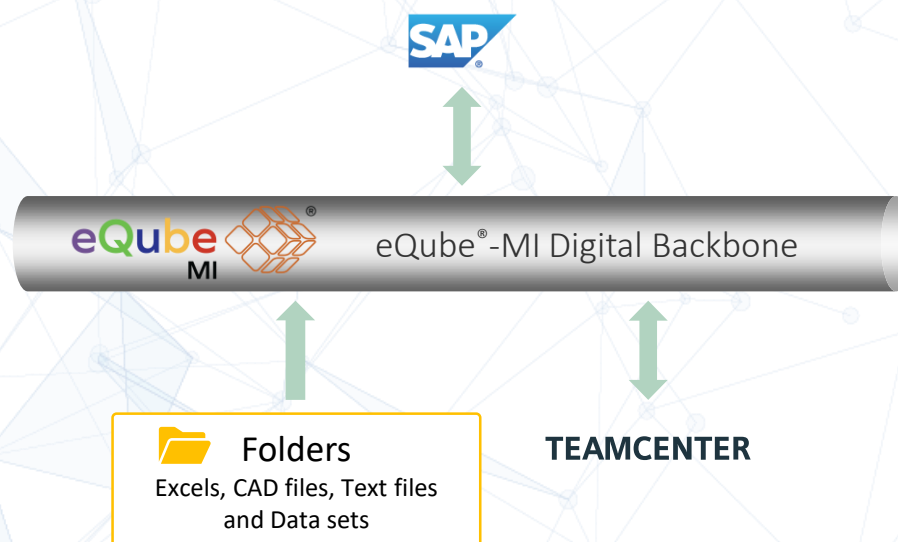 SAP®
eQube MI ®
eQube®-MI Digital Backbone
Folders
Excels, CAD files, Text files
and Data sets
TEAMCENTER